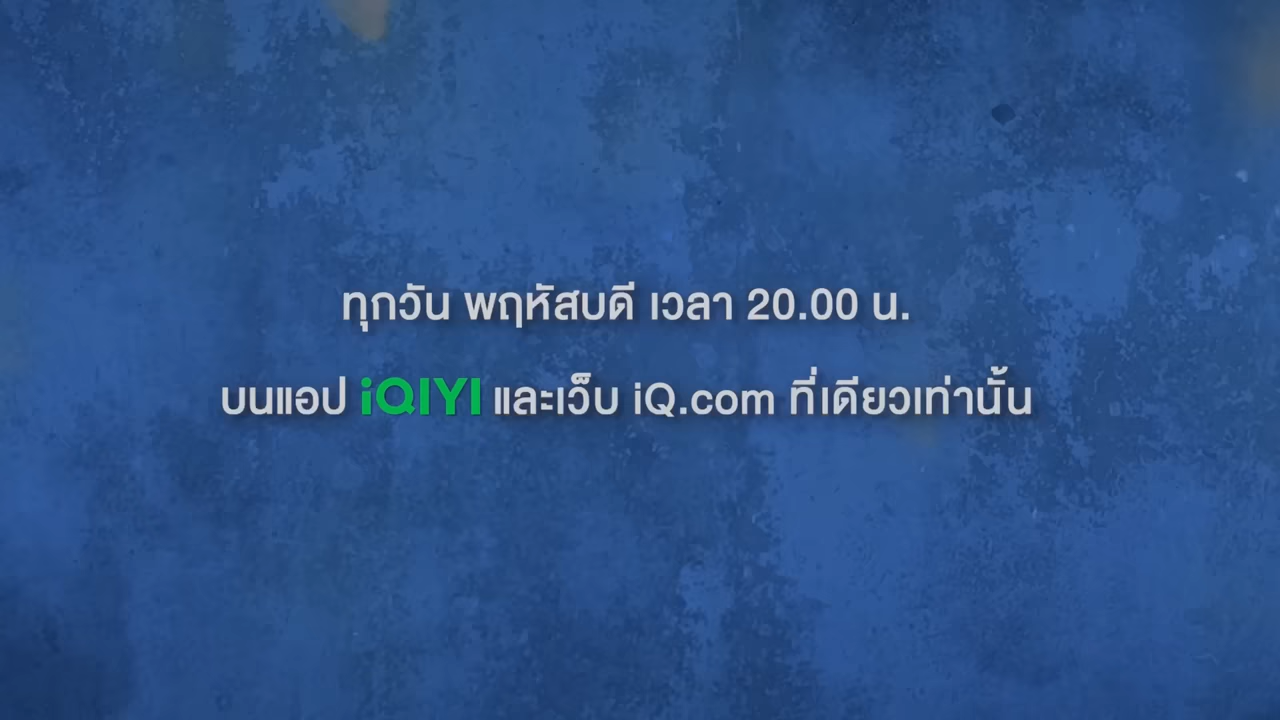 ทุกวัน พฤหัสบดี เวลา 20.00 น.
บนแอป iQIYI และเว็บ iQ.com ที่เดียวเท่านั้น